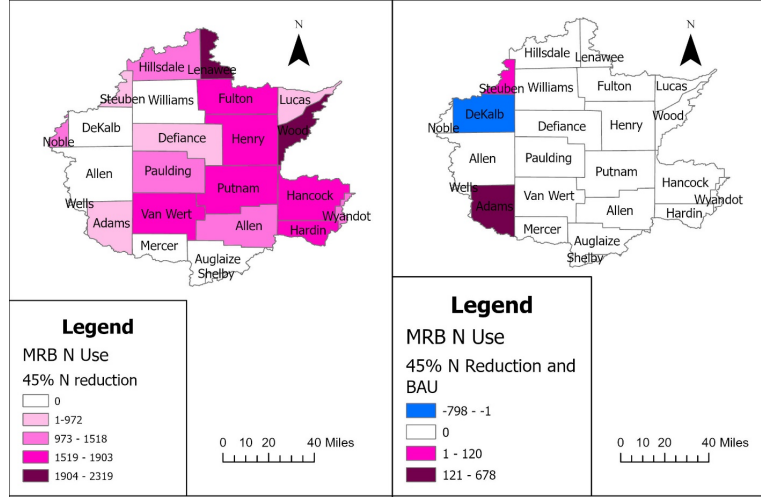 N
Hillsdale
Lenawee
Steuben Williams
Fulton
Lucas
DeKalb
Defiance
Henry
Wood
Noble
Allen
Paulding
Putnam
Hancock
Wells
Adams
Van Wert
Allen
Wyandot
Hardin
Mercer
Auglaize
Shelby
Legend
MRB N Use
45% N reduction
0
1-972
973 - 1518
1519 - 1903
1904 - 2319
0 10 20 40 Miles
N
Hillsdale
Lenawee
Steuben Williams
Fulton
Lucas
DeKalb
Defiance
Henry
Wood
Noble
Allen
Paulding
Putnam
Hancock
Wells
Adams
Van Wert
Allen
Wyandot
Hardin
Mercer
Auglaize
Shelby
Legend
MRB N Use
45% N Reduction and
BAU
-798 - -1
0
1 - 120
121 - 678
0 10 20 40 Miles